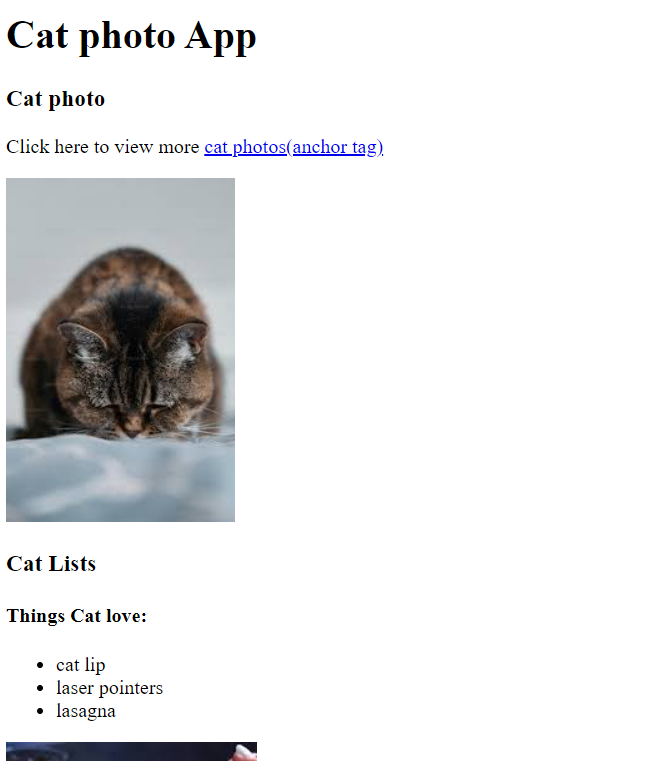 Cat photo App
Cat photo
Click here to view more cat photos(anchor tag)
Cat Lists
Things Cat love:
cat lip
laser pointers
lasagna